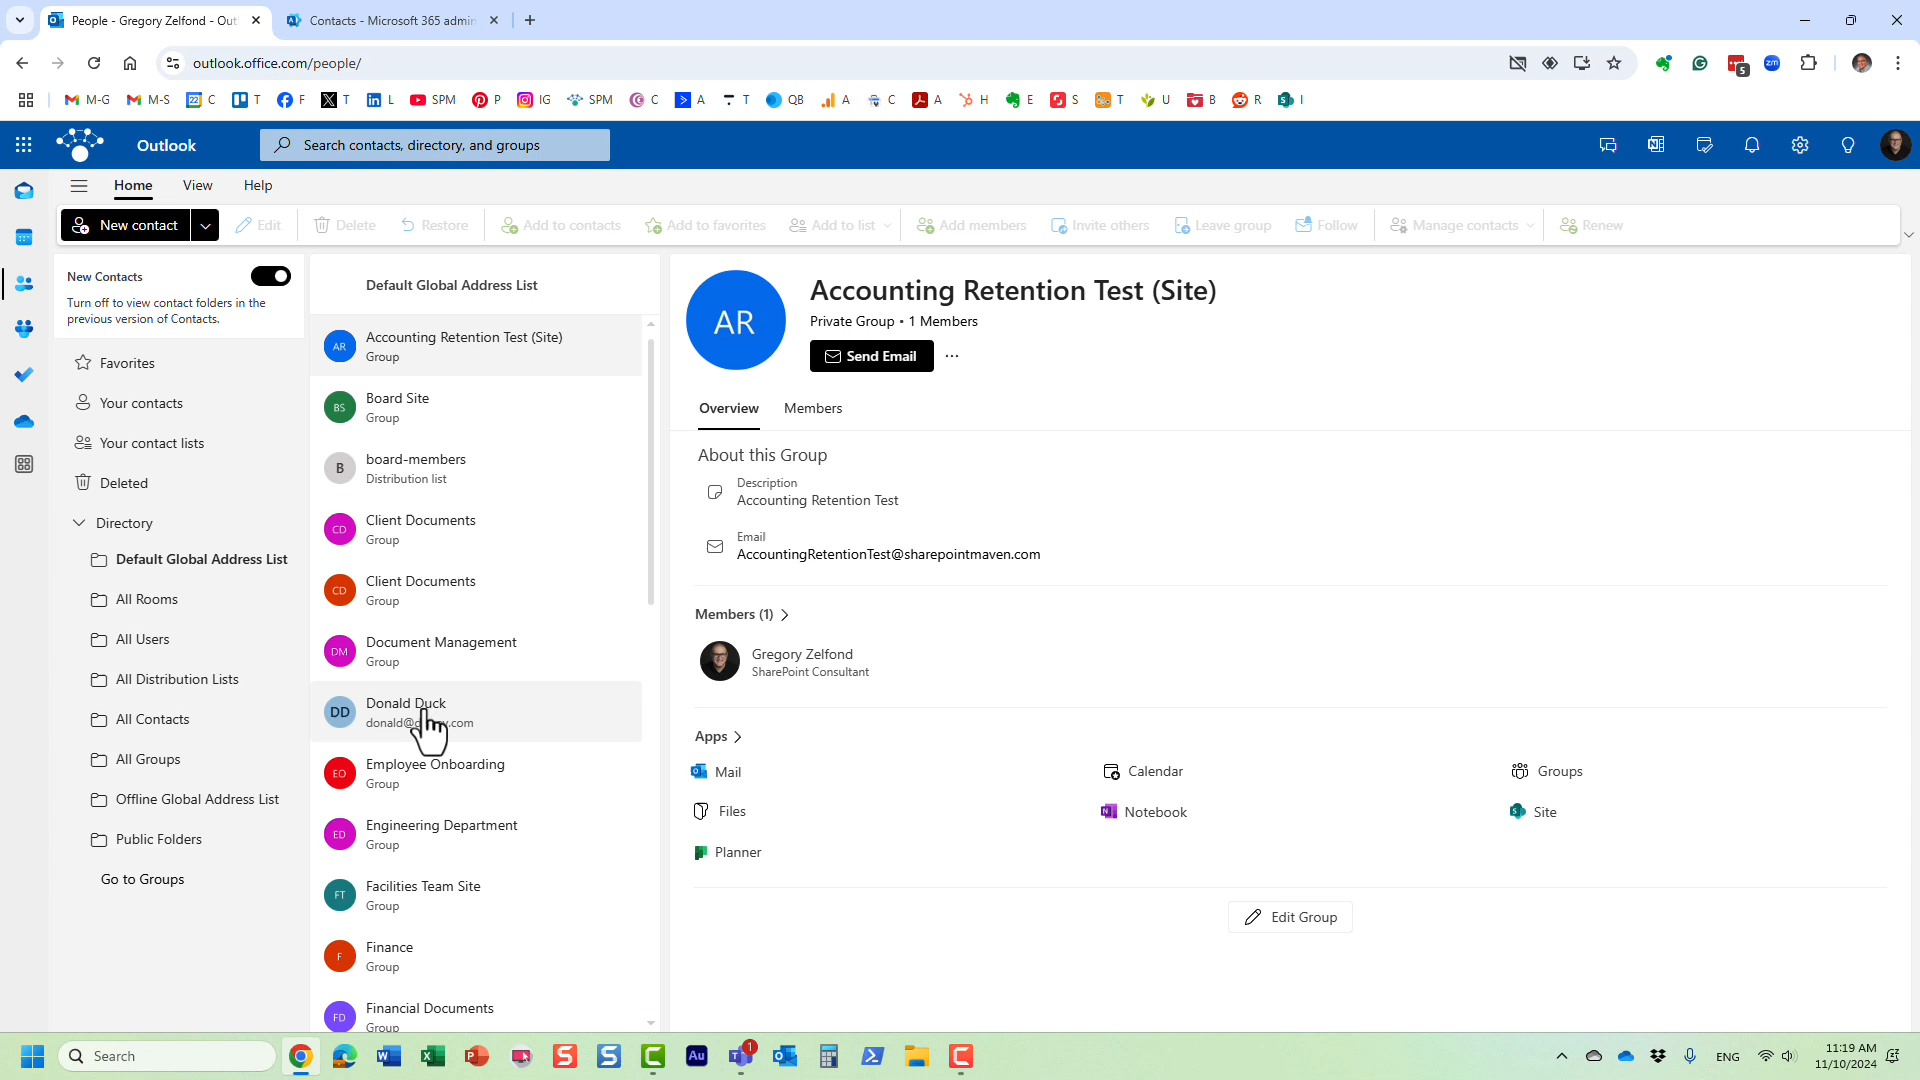 People - Gregory Zelfond - Out
Contacts - Microsoft 365 admin
outlook.office.com/people/
5
zm
M-G
M-S
C
T
F
T
L
SPM
P
IG
SPM
C
A
T
QB
A
C
A
H
E
S
T
U
B
R
I
Outlook
Search contacts, directory, and groups
Home
View
Help
New contact
Edit
Delete
Restore
Add to contacts
Add to favorites
Add to list
Add members
Invite others
Leave group
Follow
Manage contacts
Renew
New Contacts
Turn off to view contact folders in the
previous version of Contacts.
Favorites
Your contacts
Your contact lists
Deleted
Directory
Default Global Address List
All Rooms
All Users
All Distribution Lists
All Contacts
All Groups
Offline Global Address List
Public Folders
Go to Groups
Default Global Address List
AR
Accounting Retention Test (Site)
Group
BS
Board Site
Group
B
board-members
Distribution list
CD
Client Documents
Group
CD
Client Documents
Group
DM
Document Management
Group
DD
Donald Duck
EO
Employee Onboarding
Group
ED
Engineering Department
Group
FT
Facilities Team Site
Group
F
Finance
Group
FD
Financial Documents
Group
AR
Accounting Retention Test (Site)
Private Group • 1 Members
Send Email
Overview
Members
About this Group
Description
Accounting Retention Test
Email
AccountingRetentionTest@sharepointmaven.com
Members (1)
Gregory Zelfond
SharePoint Consultant
Apps
Mail
Calendar
Groups
Files
Notebook
Site
Planner
Edit Group
Search
Au
1
ENG
11:19 AM
11/10/2024